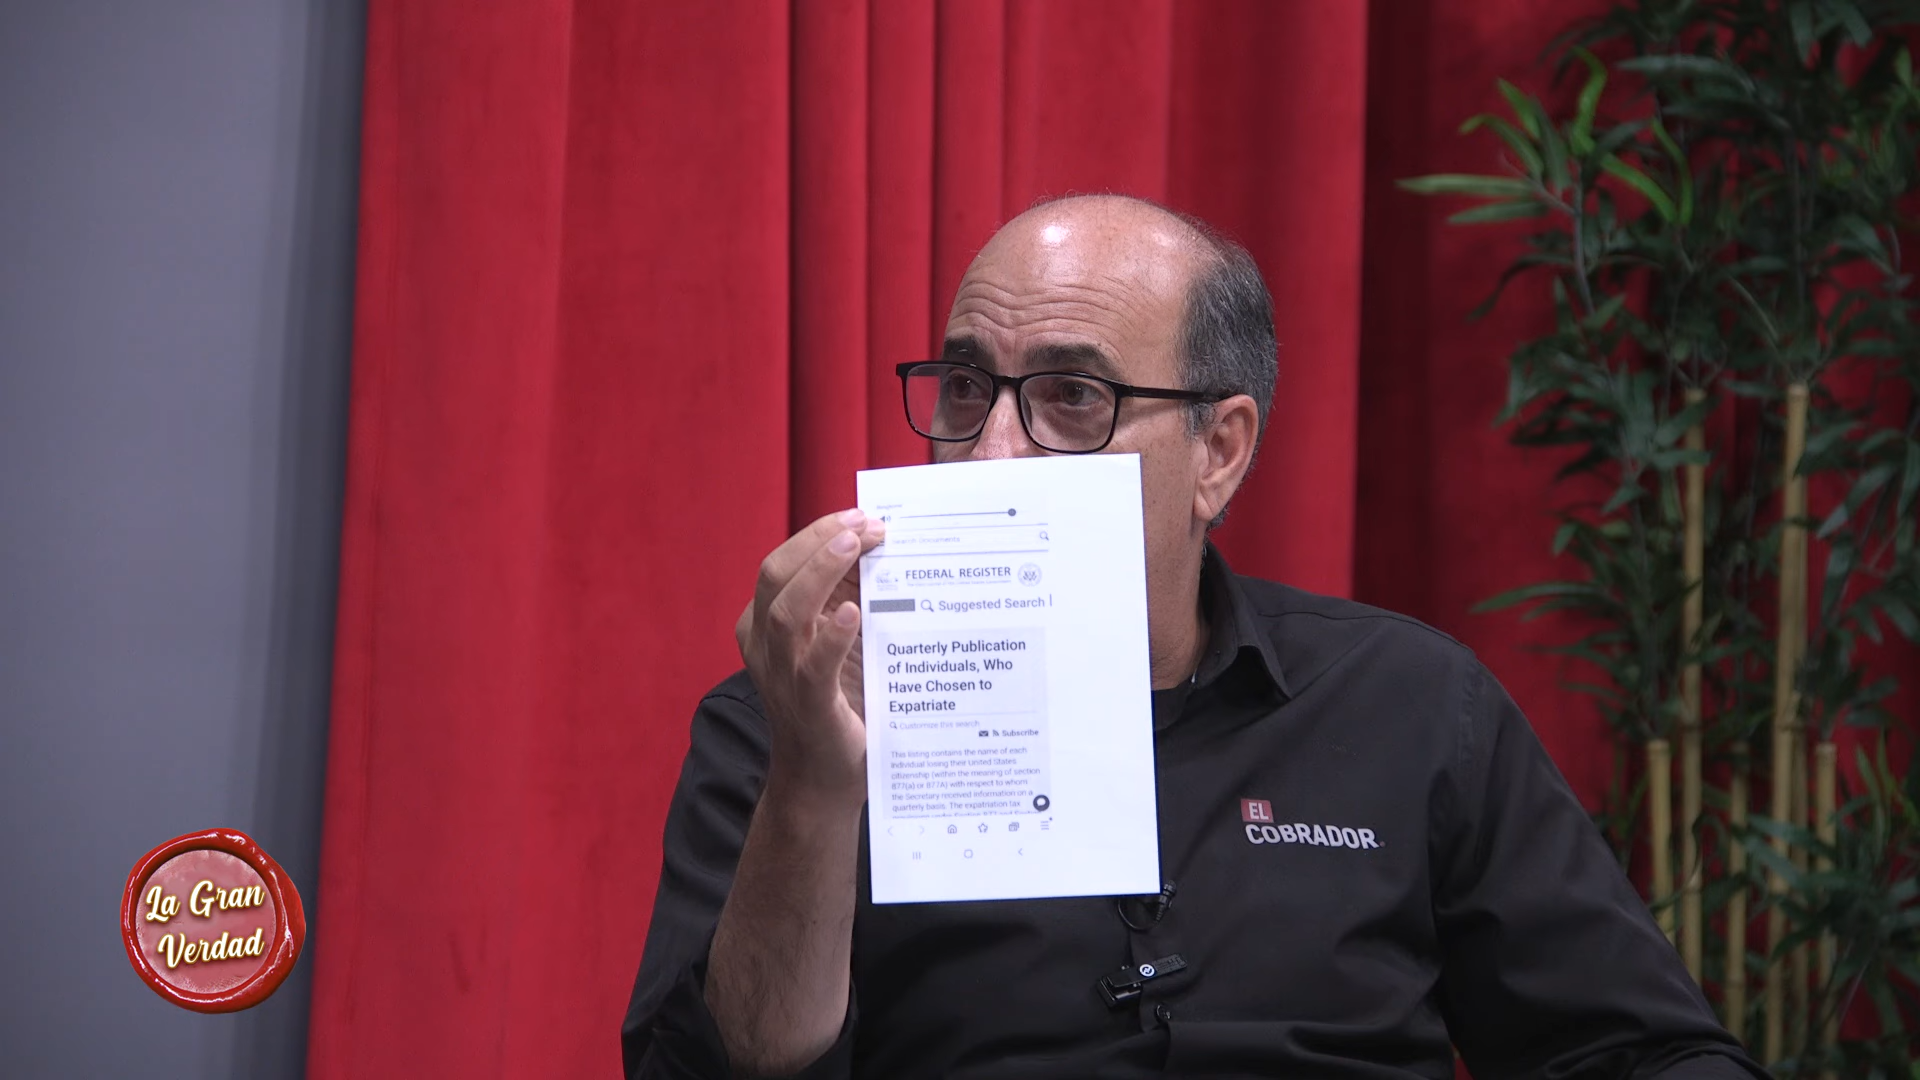 Search Documents
FEDERAL REGISTER
Suggested Search
Quarterly Publication
of Individuals, Who
Have Chosen to
Expatriate
Customize this search
Subscribe
This listing contains the name of each
individual losing their United States
citizenship (within the meaning of section
877(a) or 877A) with respect to whom
the Secretary received information on a
quarterly basis. The expatriation tax
EL
COBRADOR
La Gran
Verdad